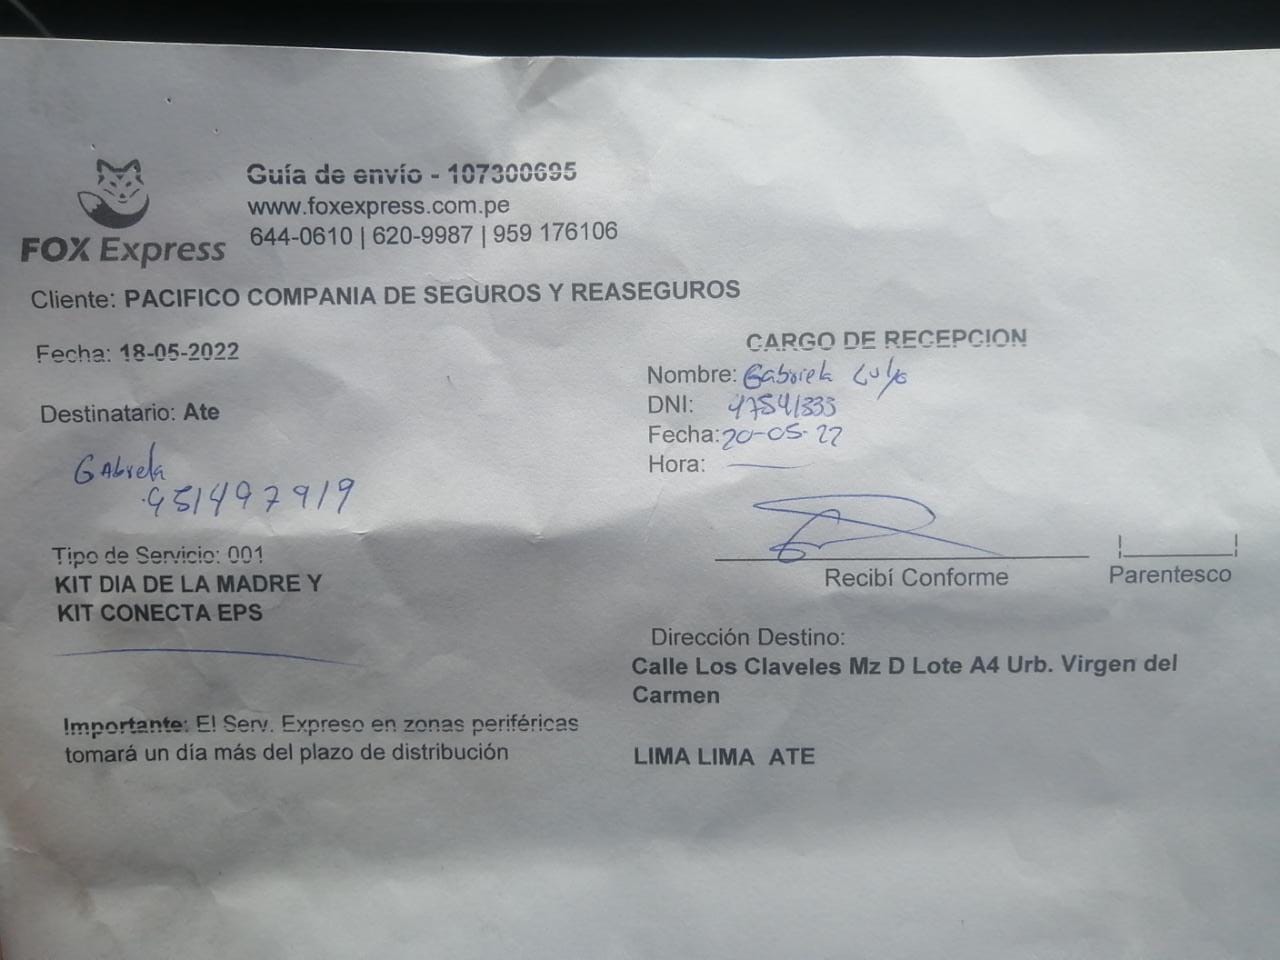 FOX Express
Guía de envío - 107300695
www.foxexpress.com.pe
644-0610 | 620-9987 | 959 176106
Cliente: PACIFICO COMPANIA DE SEGUROS Y REASEGUROS
Fecha: 18-05-2022
Destinatario: Ate
Gabriela
951497919
Tipo de Servicio: 001
KIT DIA DE LA MADRE Y
KIT CONECTA EPS
Importante: El Serv. Expreso en zonas periféricas
tomará un día más del plazo de distribución
CARGO DE RECEPCION
Nombre: Gabriela
DNI: 47541333
Fecha: 20-05-22
Hora:
Recibí Conforme
Parentesco
Dirección Destino:
Calle Los Claveles Mz D Lote A4 Urb. Virgen del
Carmen
LIMA LIMA ATE